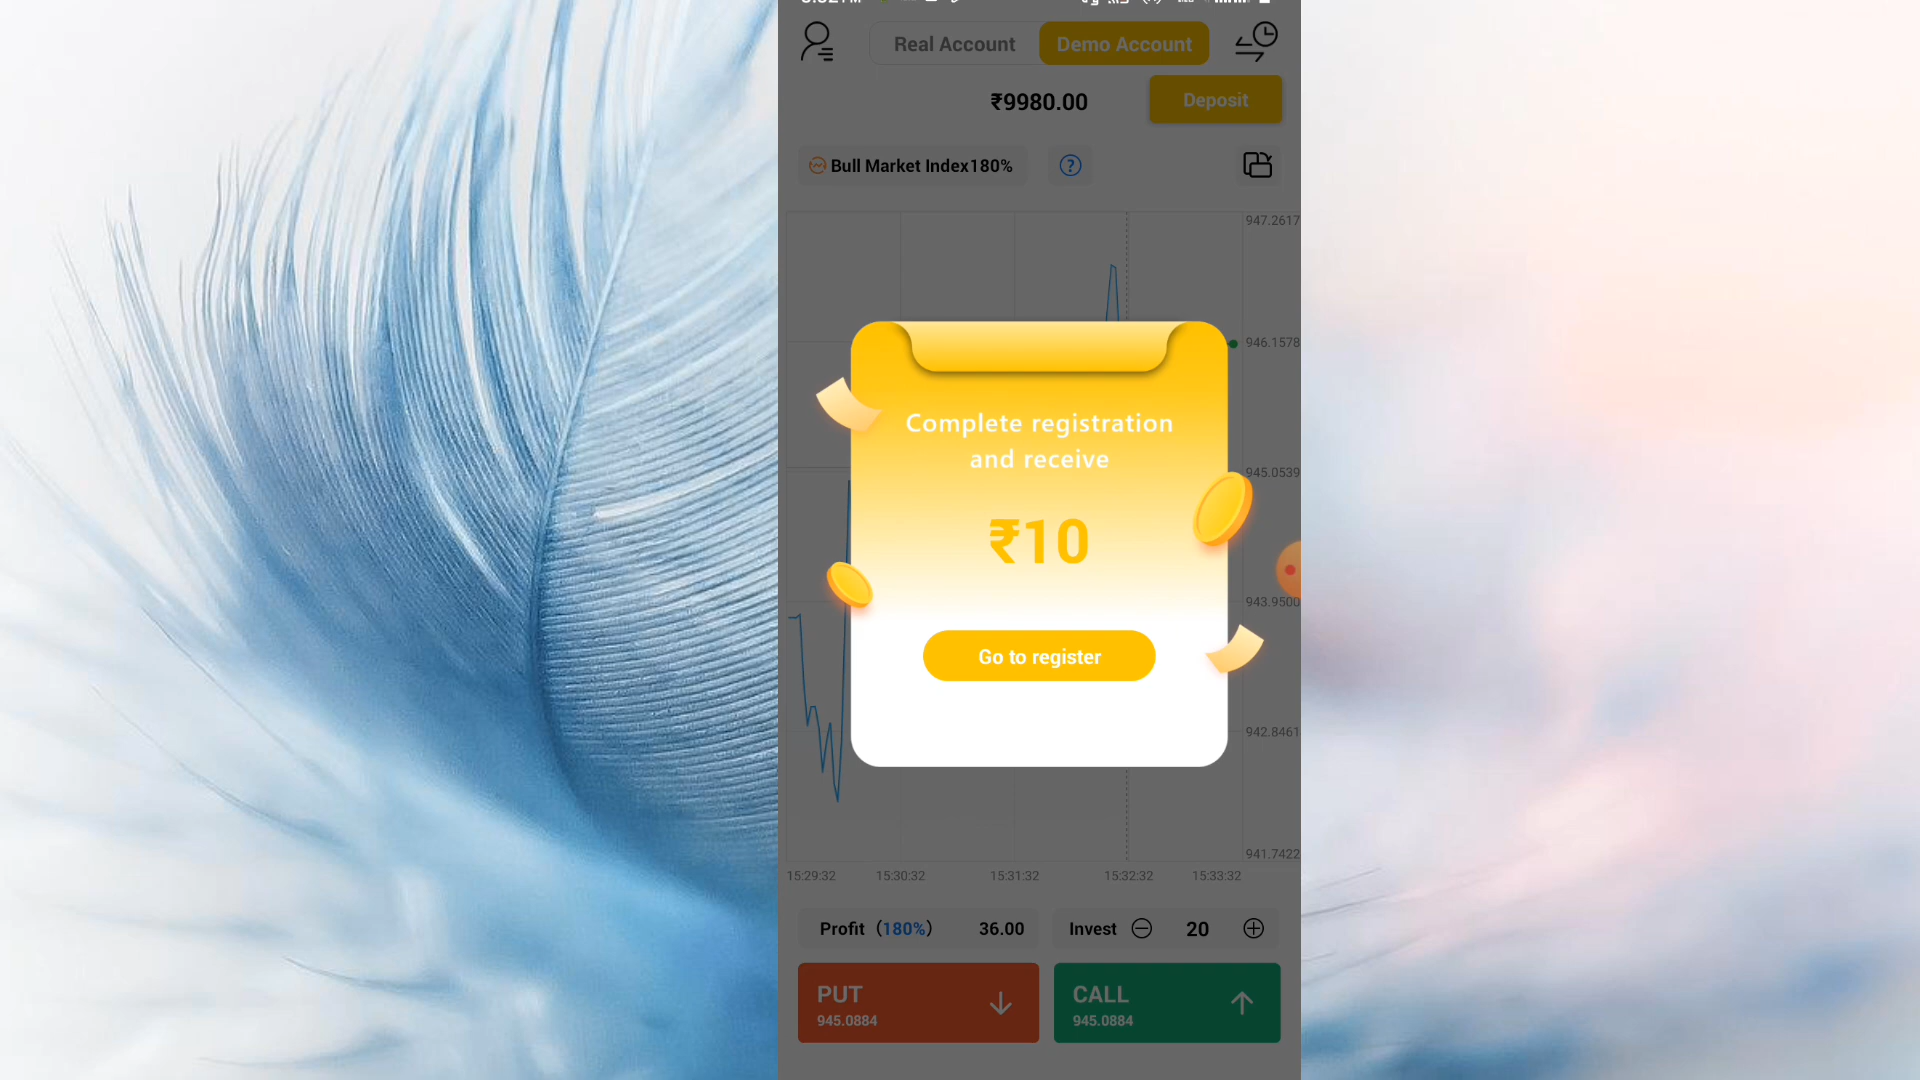 Real Account
Demo Account
₹9980.00
Deposit
Bull Market Index180%
?
947.2617
946.1578
Complete registration
and receive
945.0539
₹10
943.9500
Go to register
942.8461
941.7422
15:29:32 15:30:32 15:31:32 15:32:32 15:33:32
Profit (180%) 36.00
Invest 20
PUT
945.0884
CALL
945.0884